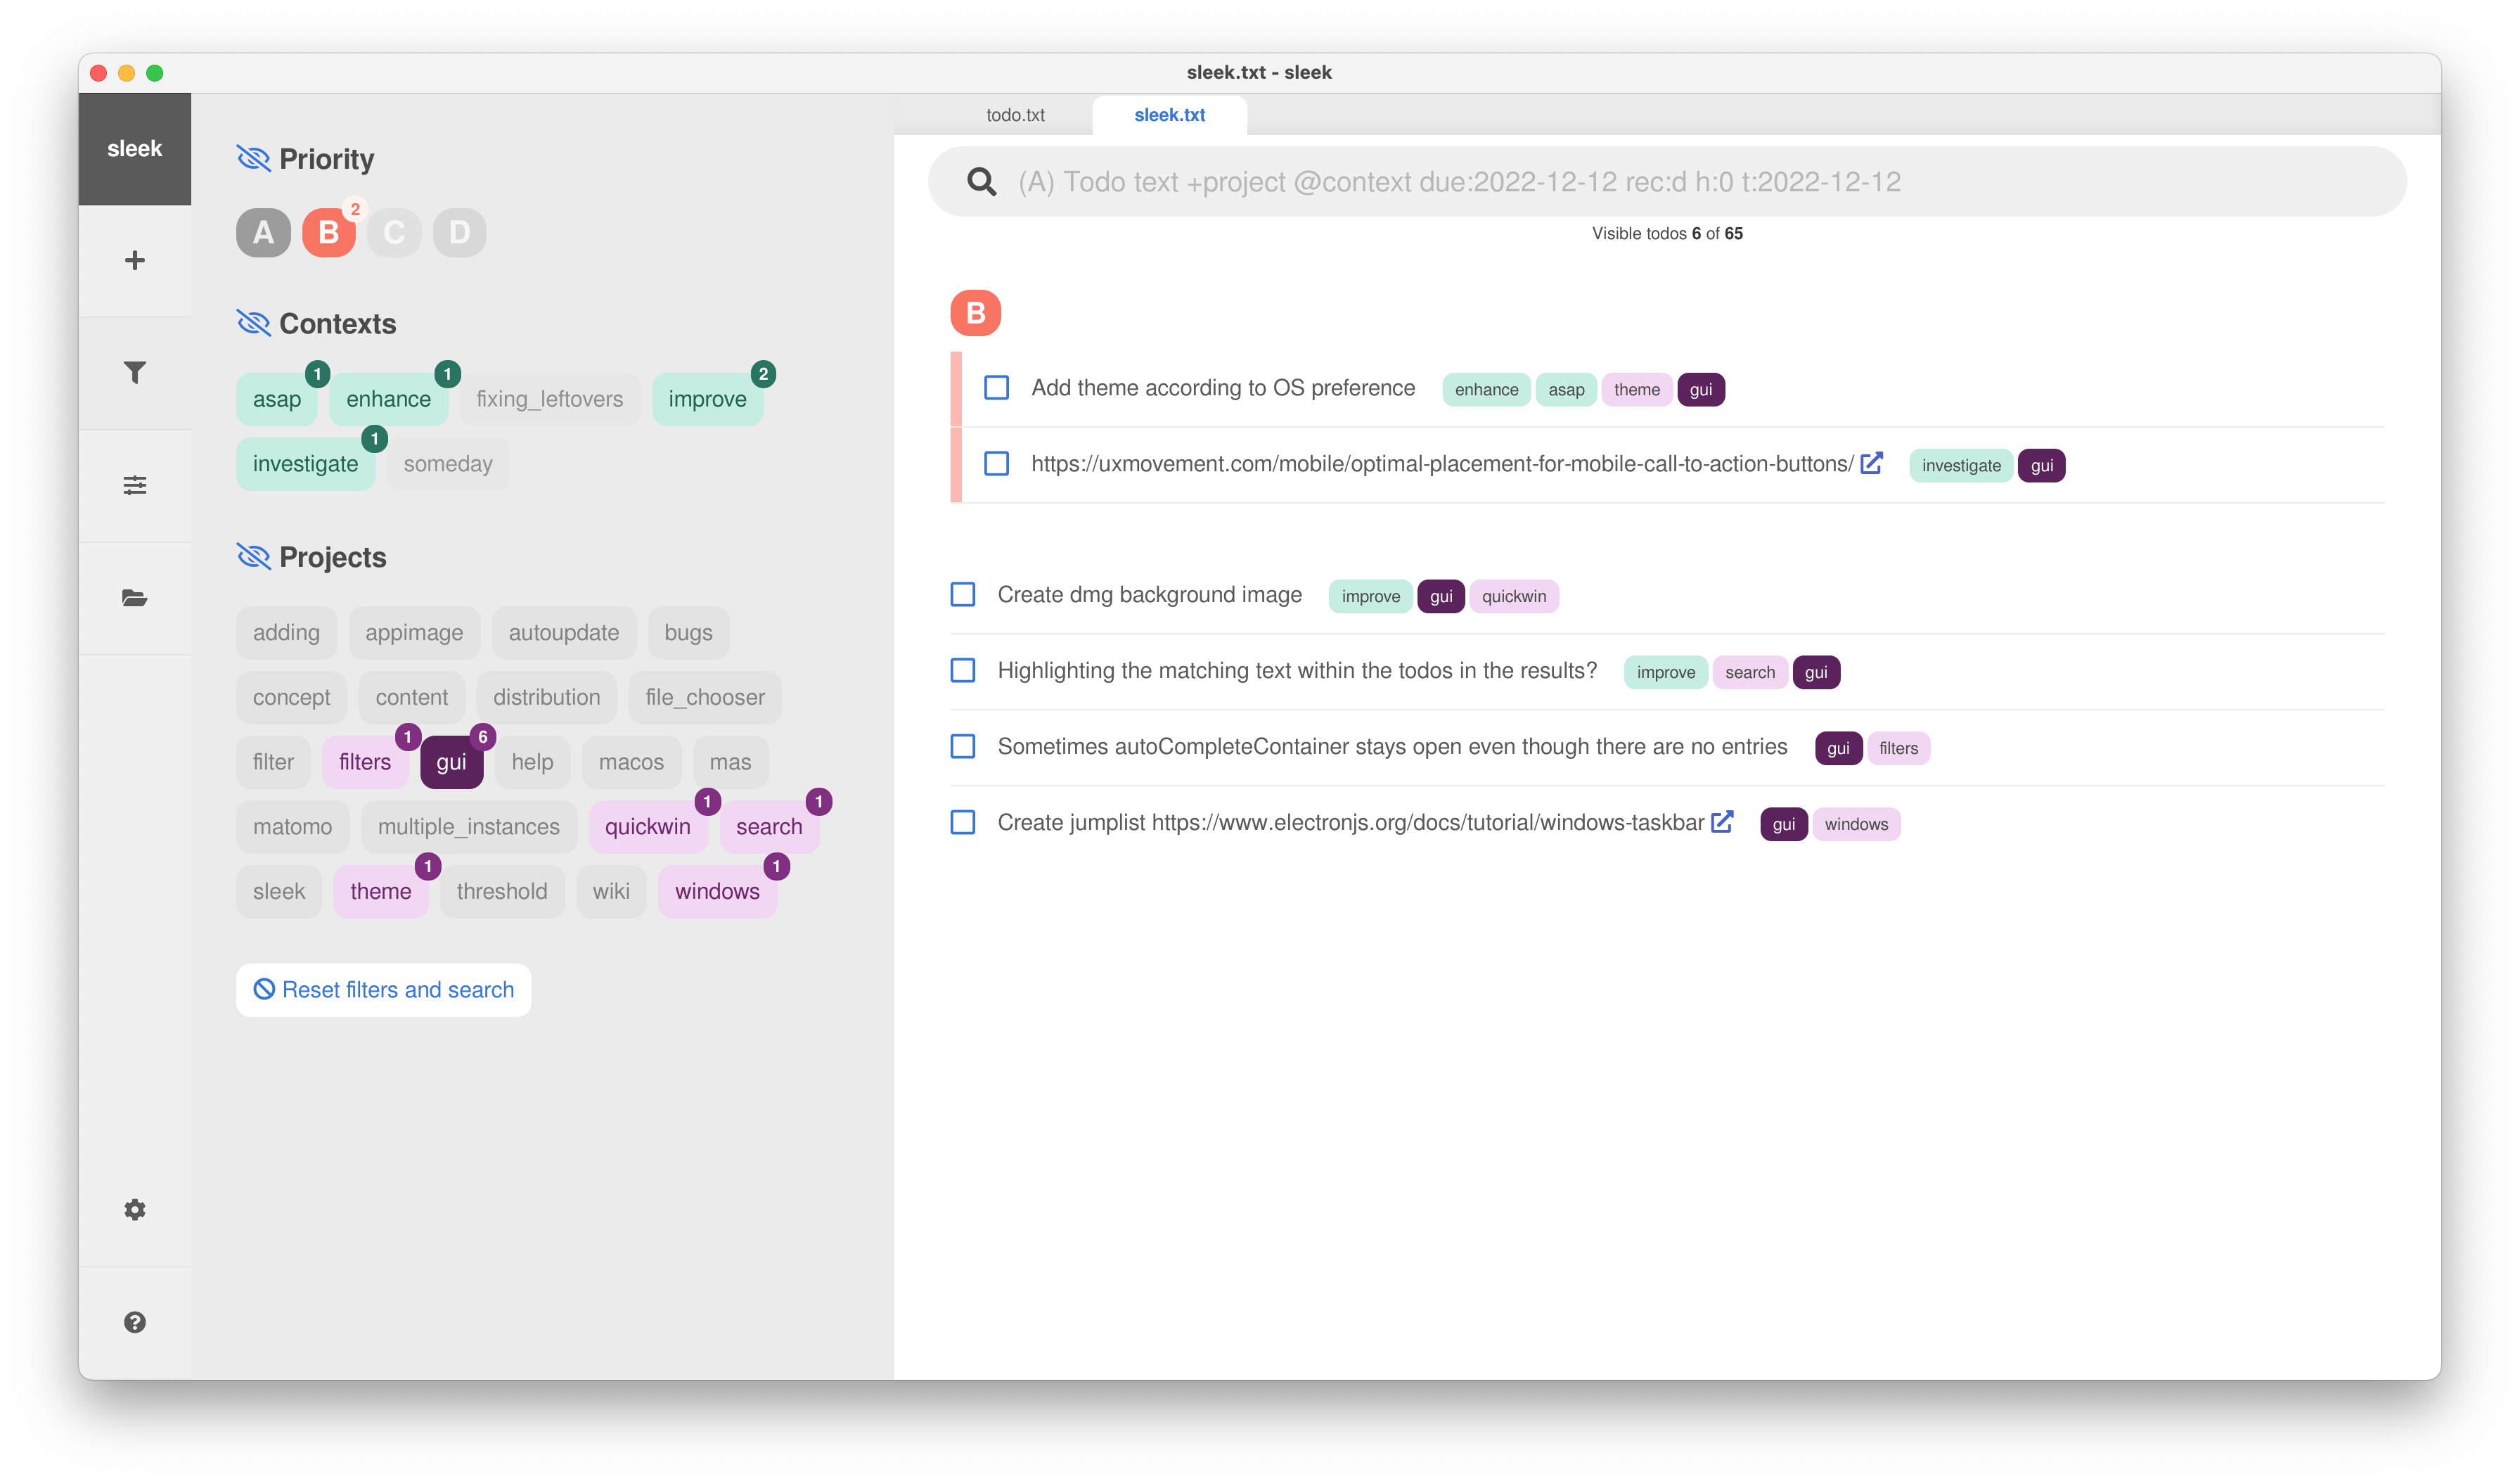 sleek.txt - sleek
sleek
Priority
A B 2 C D
Contexts
asap 1 enhance 1 fixing_leftovers improve 2
investigate 1 someday
Projects
adding appimage autoupdate bugs
concept content distribution file_chooser
filter filters 1 gui 6 help macos mas
matomo multiple_instances quickwin 1 search 1
sleek theme 1 threshold wiki windows 1
Reset filters and search
todo.txt sleek.txt
(A) Todo text +project @context due:2022-12-12 rec:d h:0 t:2022-12-12
Visible todos 6 of 65
B
Add theme according to OS preference enhance asap theme gui
https://uxmovement.com/mobile/optimal-placement-for-mobile-call-to-action-buttons/ investigate gui
Create dmg background image improve gui quickwin
Highlighting the matching text within the todos in the results? improve search gui
Sometimes autoCompleteContainer stays open even though there are no entries gui filters
Create jumplist https://www.electronjs.org/docs/tutorial/windows-taskbar gui windows